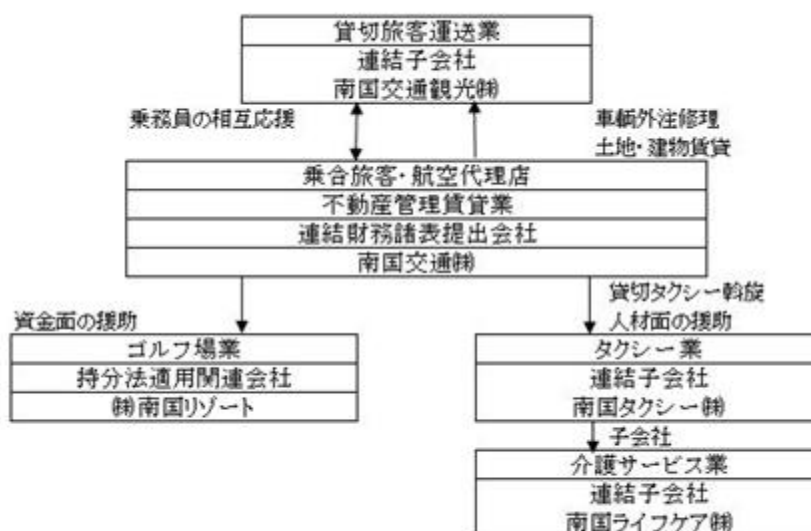 貸切旅客運送業
連結子会社
南国交通観光㈱
乗務員の相互応援
車輌外注修理
土地・建物賃貸
乗合旅客・航空代理店
不動産管理賃貸業
連結財務諸表提出会社
南国交通㈱
貸切タクシー斡旋
資金面の援助
人材面の援助
ゴルフ場業
持分法適用関連会社
㈱南国リゾート
タクシー業
連結子会社
南国タクシー㈱
子会社
介護サービス業
連結子会社
南国ライフケア㈱